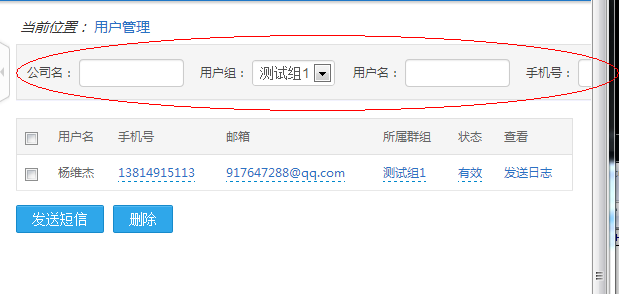 当前位置： 用户管理
公司名： 用户组： 测试组1 用户名： 手机号：
用户名 手机号 邮箱 所属群组 状态 查看
杨维杰 13814915113 917647288@qq.com 测试组1 有效 发送日志
发送短信 删除